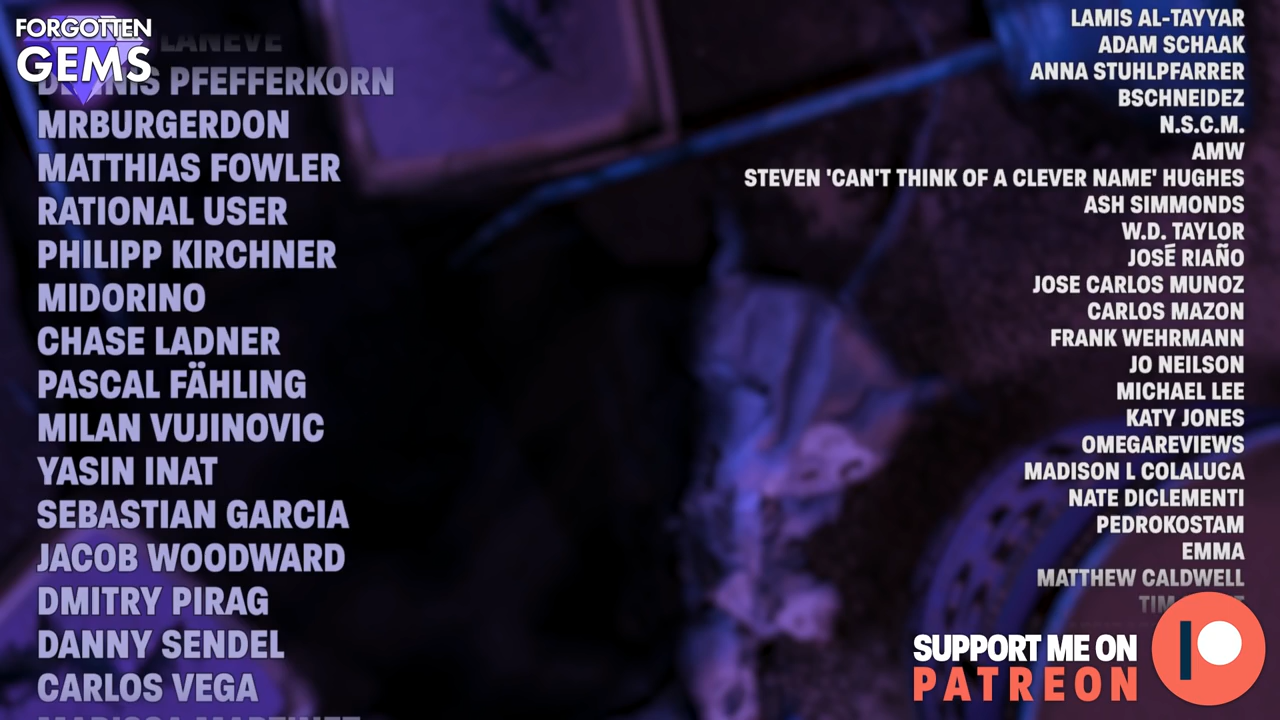 FORGOTTEN
GEMS
LANEVE
PFEFFERKORN
MRBURGERDON
MATTHIAS FOWLER
RATIONAL USER
PHILIPP KIRCHNER
MIDORINO
CHASE LADNER
PASCAL FÄHLING
MILAN VUJINOVIC
YASIN INAT
SEBASTIAN GARCIA
JACOB WOODWARD
DMITRY PIRAG
DANNY SENDEL
CARLOS VEGA
LAMIS AL-TAYYAR
ADAM SCHAAK
ANNA STUHLPFARRER
BSCHNEIDEZ
N.S.C.M.
AMW
STEVEN 'CAN'T THINK OF A CLEVER NAME' HUGHES
ASH SIMMONDS
W.D. TAYLOR
JOSÉ RIAÑO
JOSE CARLOS MUNOZ
CARLOS MAZON
FRANK WEHRMANN
JO NEILSON
MICHAEL LEE
KATY JONES
OMEGAREVIEWS
MADISON L COLALUCA
NATE DICLEMENTI
PEDROKOSTAM
EMMA
MATTHEW CALDWELL
SUPPORT ME ON
PATREON